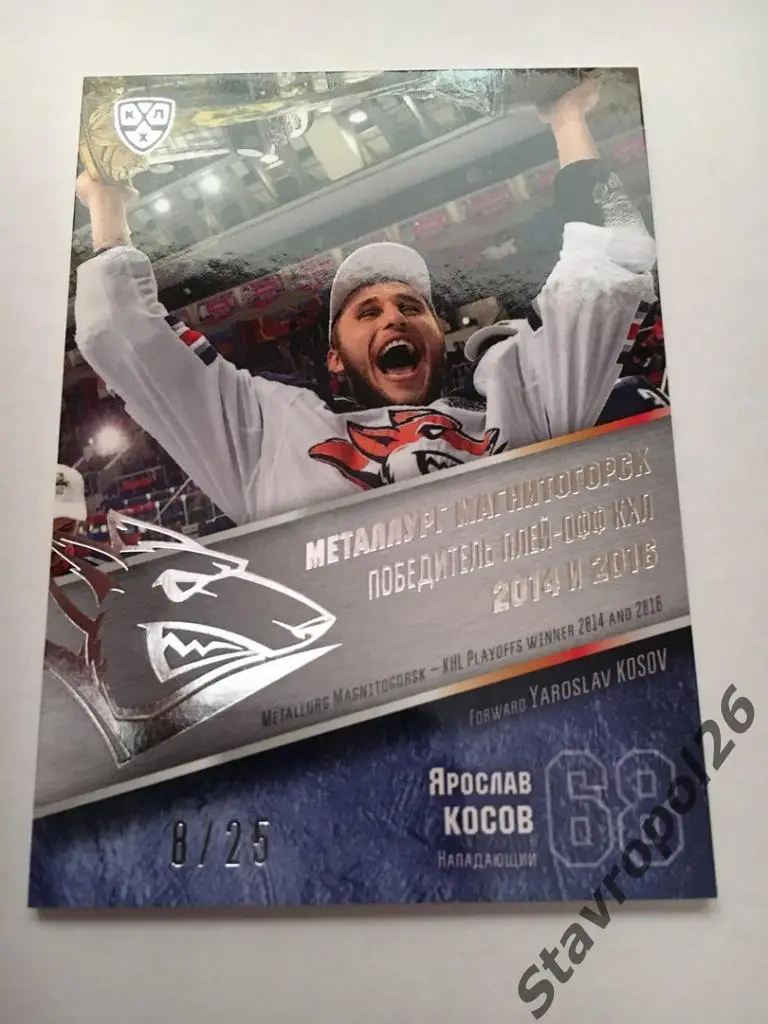 КХЛ
МЕТАЛЛУРГ МАГНИТОГОРСК
ПОБЕДИТЕЛЬ ПЛЕЙ-ОФФ КХЛ
2014 И 2016
METALLURG MAGNITOGORSK – KHL PLAYOFFS WINNER 2014 AND 2016
FORWARD YAROSLAV KOSOV
ЯРОСЛАВ
КОСОВ
НАПАДАЮЩИЙ
68
8/25
Stavropol26